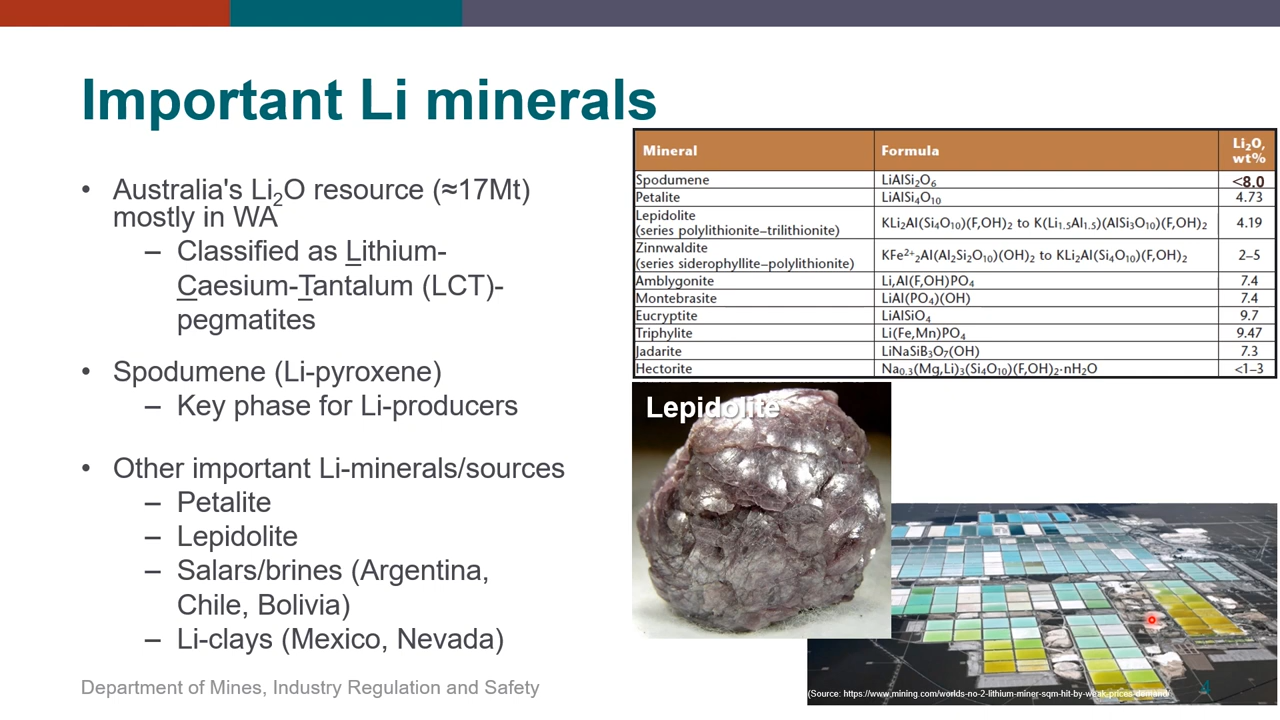 Important Li minerals
• Australia's Li₂O resource (≈17Mt)
mostly in WA
– Classified as Lithium-
Caesium-Tantalum (LCT)-
pegmatites
• Spodumene (Li-pyroxene)
– Key phase for Li-producers
• Other important Li-minerals/sources
– Petalite
– Lepidolite
– Salars/brines (Argentina,
Chile, Bolivia)
– Li-clays (Mexico, Nevada)
Mineral Formula Li₂O, wt%
Spodumene LiAlSi₂O₆ <8.0
Petalite LiAlSi₄O₁₀ 4.73
Lepidolite
(series polylithionite–trilithionite) KLi₂Al(Si₄O₁₀)(F,OH)₂ to K(Li₁.₅Al₁.₅)(AlSi₃O₁₀)(F,OH)₂ 4.19
Zinnwaldite
(series siderophyllite–polylithionite) KFe²⁺₂Al(Al₂Si₂O₁₀)(OH)₂ to KLi₂Al(Si₄O₁₀)(F,OH)₂ 2–5
Amblygonite Li,Al(F,OH)PO₄ 7.4
Montebrasite LiAl(PO₄)(OH) 7.4
Eucryptite LiAlSiO₄ 9.7
Triphylite Li(Fe,Mn)PO₄ 9.47
Jadarite LiNaSiB₃O₇(OH) 7.3
Hectorite Na₀.₃(Mg,Li)₃(Si₄O₁₀)(F,OH)₂·nH₂O <1–3
Lepidolite
(Source: https://www.mining.com/worlds-no-2-lithium-miner-sqm-hit-by-weak-prices-demand/
4
Department of Mines, Industry Regulation and Safety